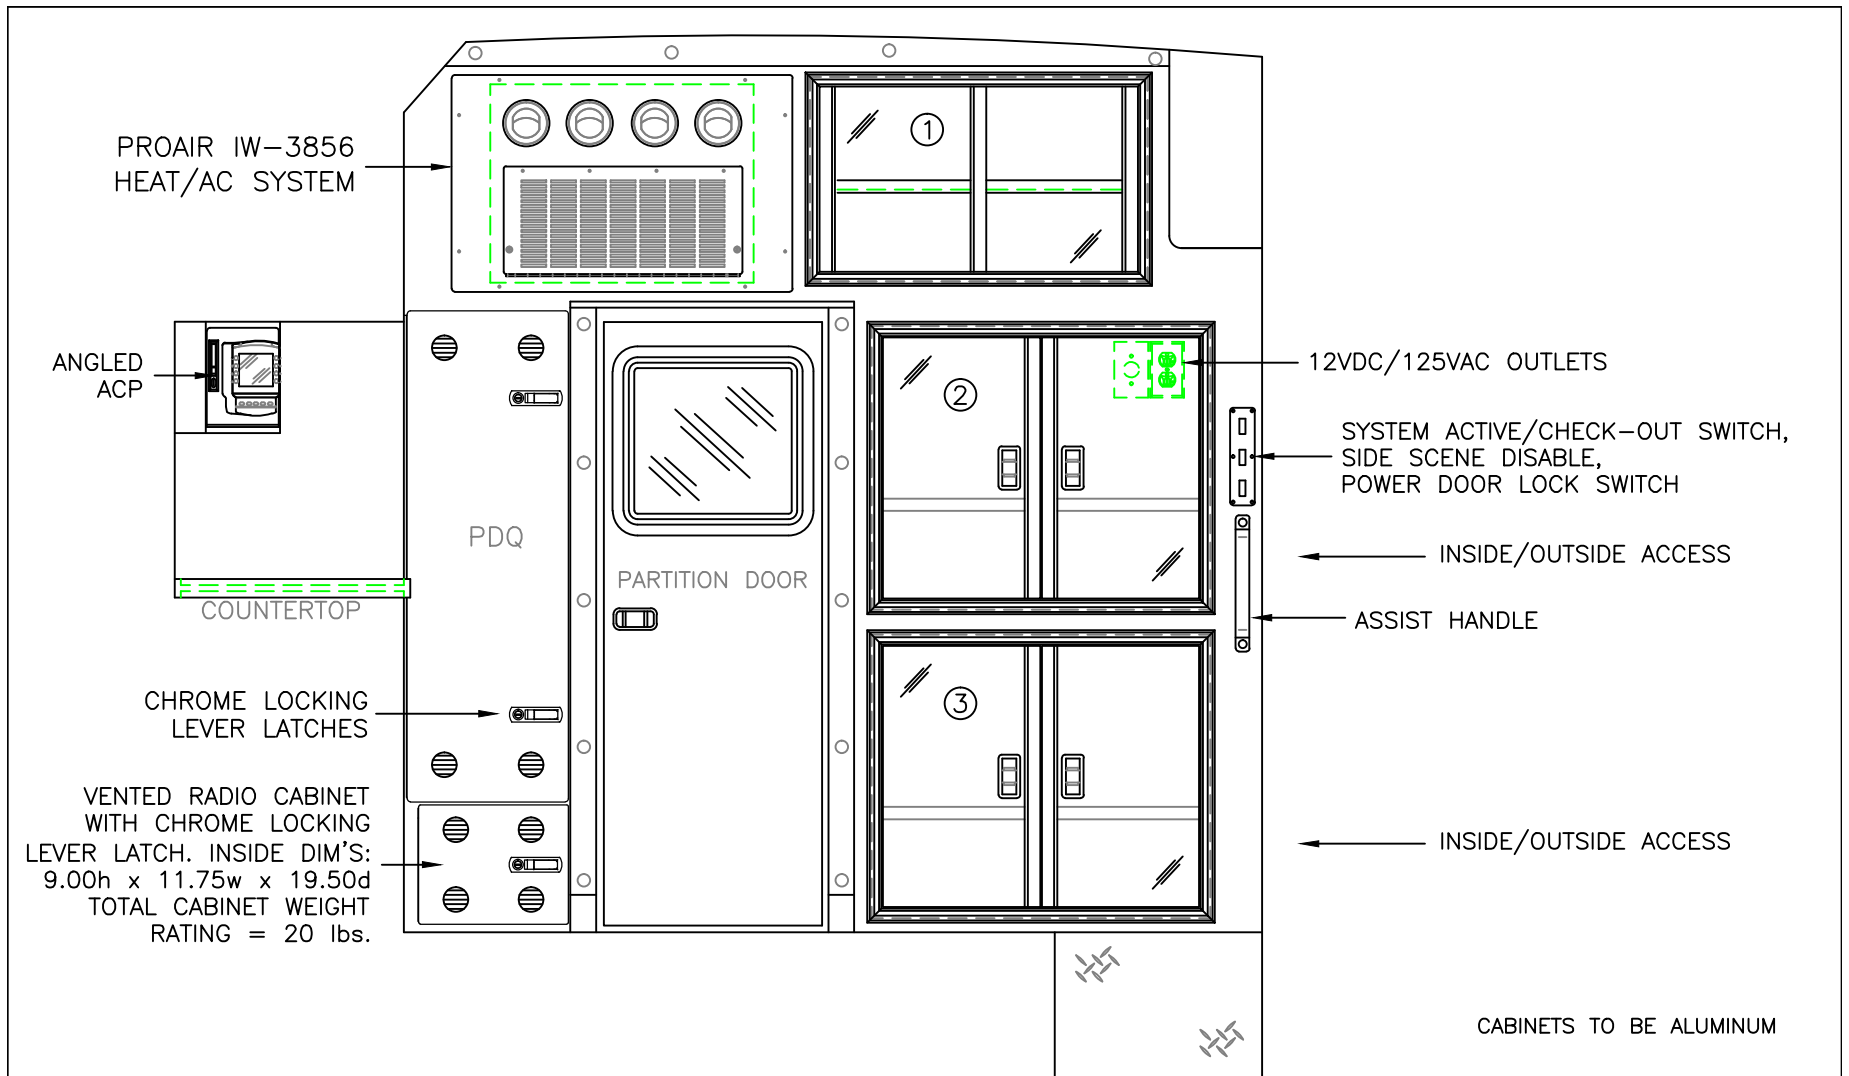 PROAIR IW-3856
HEAT/AC SYSTEM
1
ANGLED
ACP
2
12VDC/125VAC OUTLETS
SYSTEM ACTIVE/CHECK-OUT SWITCH,
SIDE SCENE DISABLE,
POWER DOOR LOCK SWITCH
PDQ
INSIDE/OUTSIDE ACCESS
PARTITION DOOR
COUNTERTOP
ASSIST HANDLE
CHROME LOCKING
LEVER LATCHES
3
VENTED RADIO CABINET
WITH CHROME LOCKING
LEVER LATCH. INSIDE DIM'S:
9.00h x 11.75w x 19.50d
TOTAL CABINET WEIGHT
RATING = 20 lbs.
INSIDE/OUTSIDE ACCESS
CABINETS TO BE ALUMINUM